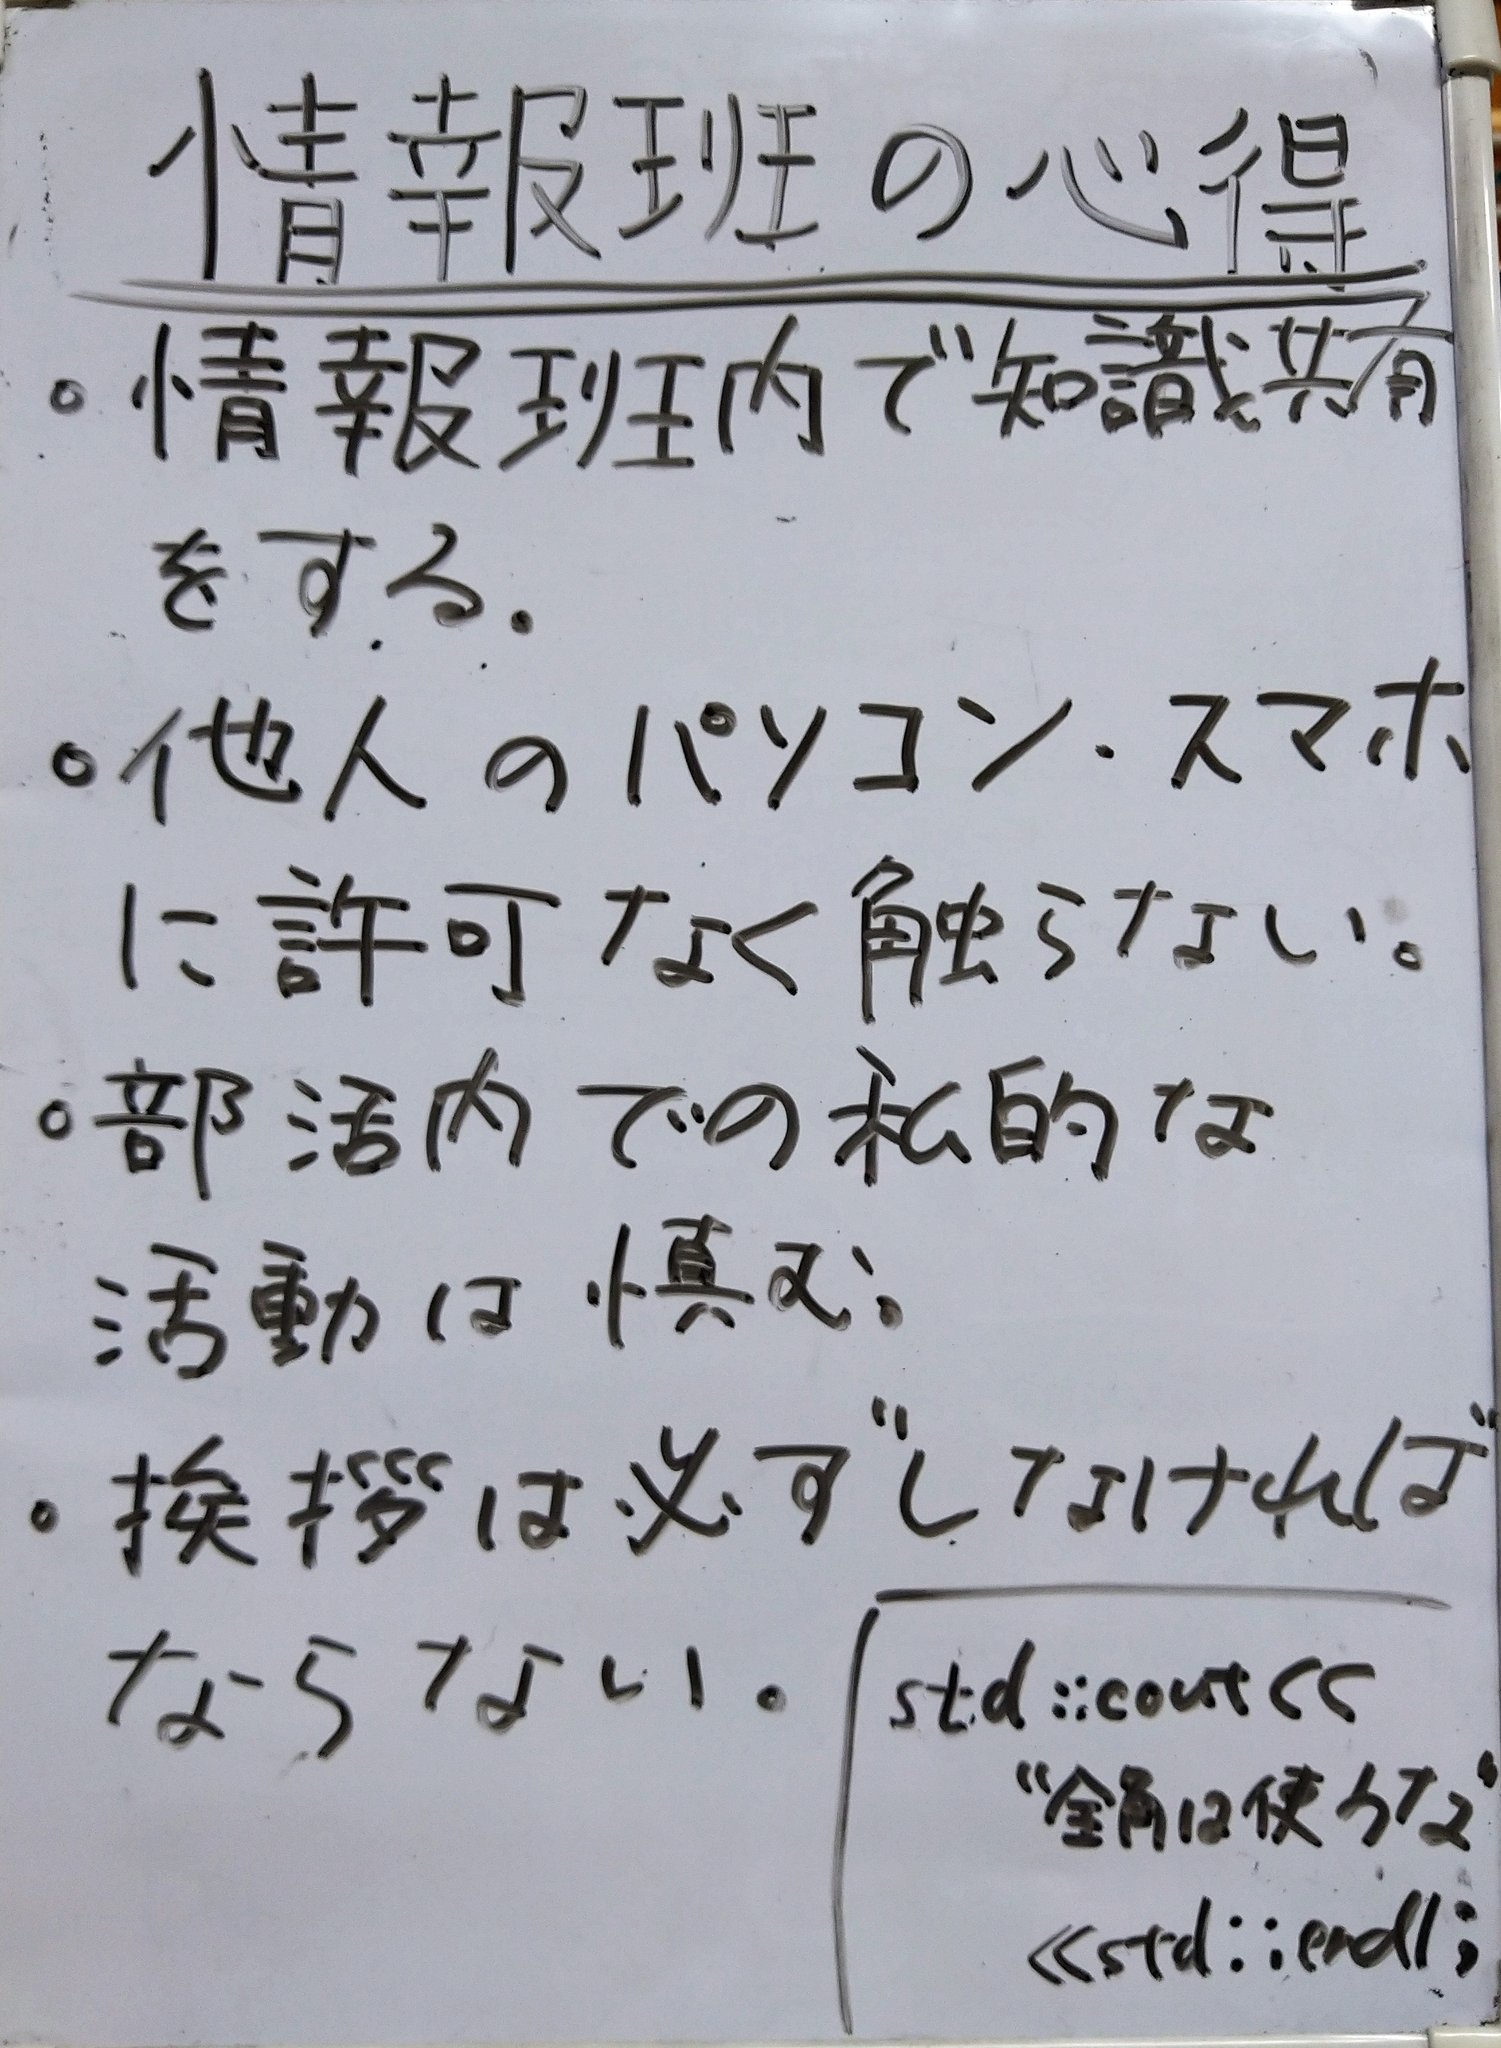 情報班の心得
・情報班内で知識共有
をする.
・他人のパソコン・スマホ
に許可なく触らない。
・部活内での私的な
活動は慎む。
・挨拶は必ずしなければ
ならない。
std::cout<<
"全角は使うな"
<<std::endl;